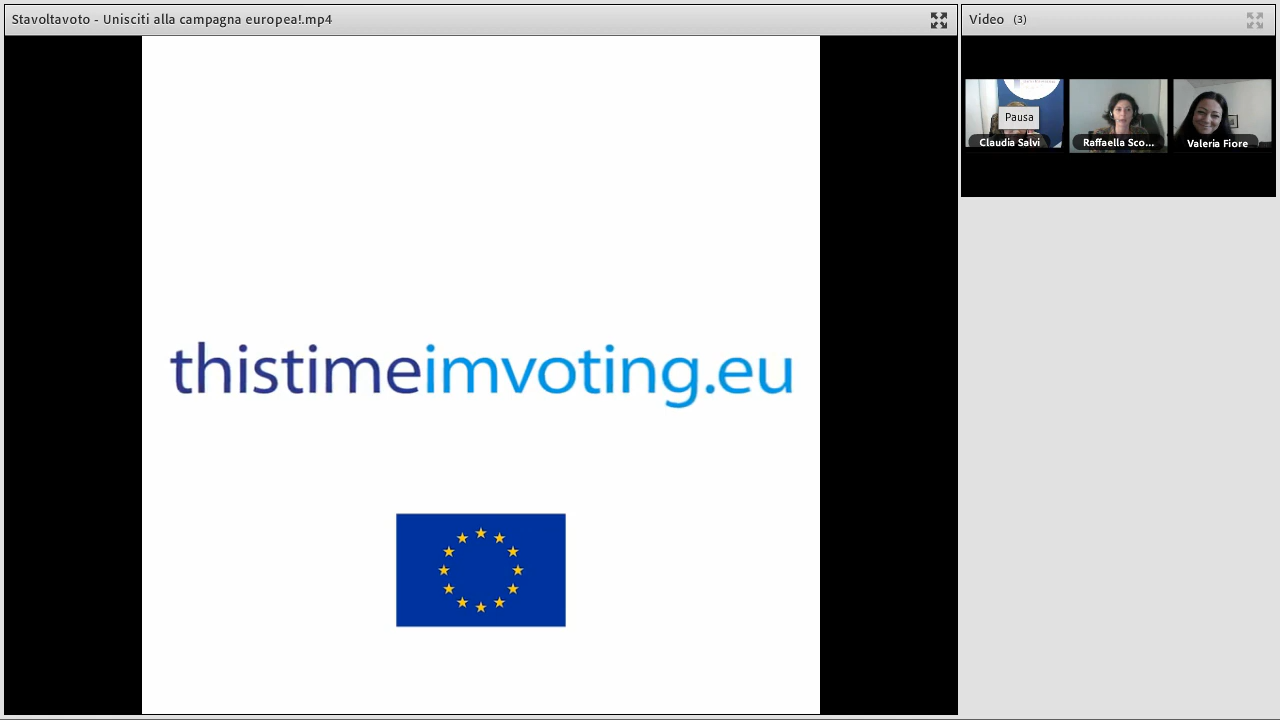 Stavoltavoto - Unisciti alla campagna europea!.mp4
Video (3)
Pausa
Claudia Salvi
Raffaella Sco...
Valeria Fiore
thistimeimvoting.eu